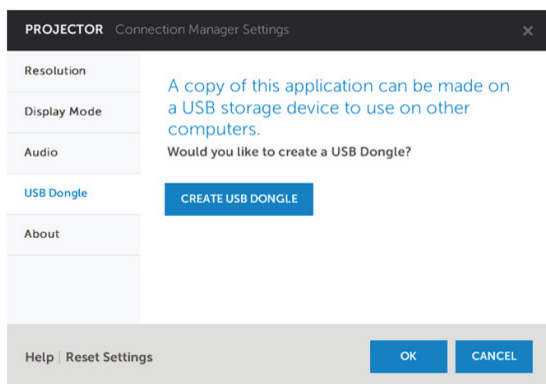 PROJECTOR Connection Manager Settings
Resolution
Display Mode
Audio
USB Dongle
About
A copy of this application can be made on
a USB storage device to use on other
computers.
Would you like to create a USB Dongle?
CREATE USB DONGLE
Help | Reset Settings
OK
CANCEL